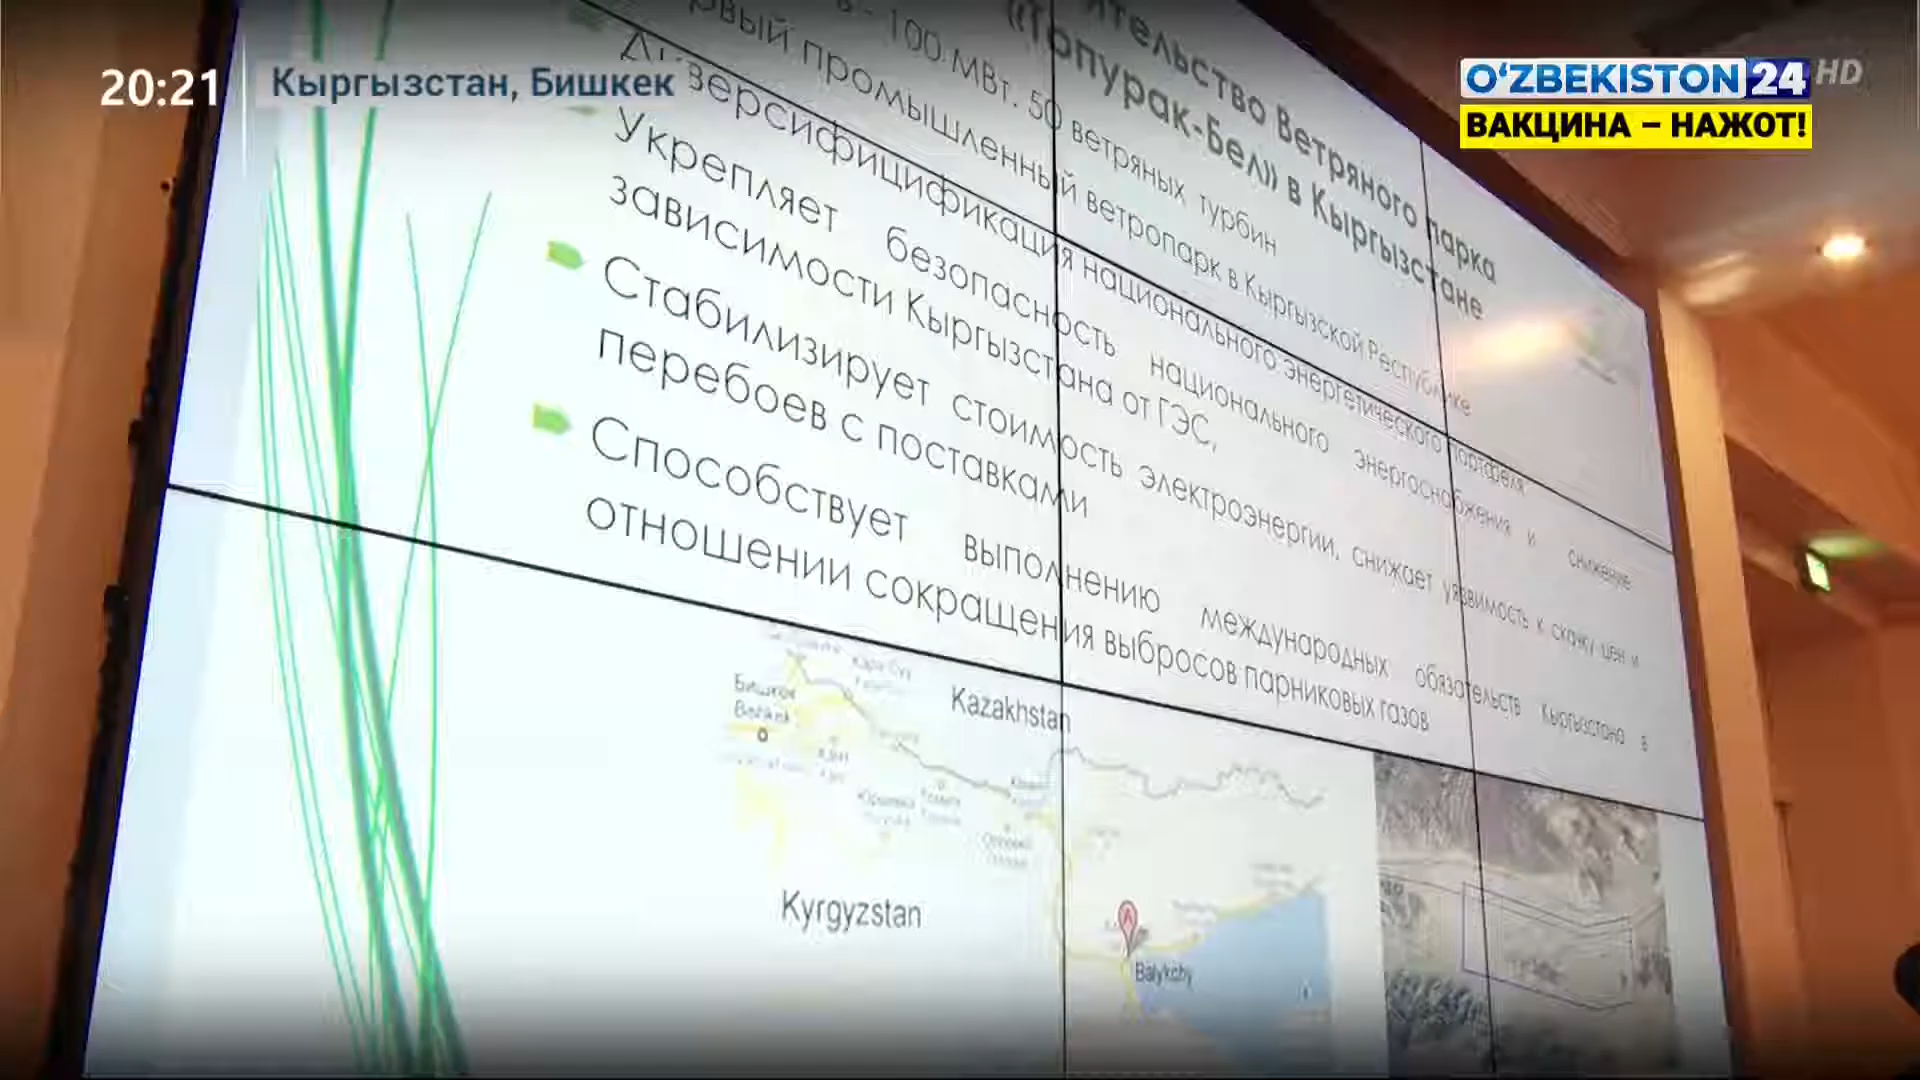 20:21
Кыргызстан, Бишкек
O‘ZBEKISTON 24 HD
ВАКЦИНА – НАЖОТ!
ительство Ветряного парка
«Топурак-Бел» в Кыргызстане
- 100 МВт. 50 ветряных турбин
рвый промышленный ветропарк в Кыргызской Республике
Диверсифицификация национального энергетического портфеля
Укрепляет безопасность национального энергоснабжения и снижение
зависимости Кыргызстана от ГЭС,
Стабилизирует стоимость электроэнергии, снижает уязвимость к скачку цен и
перебоев с поставками
Способствует выполнению международных обязательств Кыргызстана в
отношении сокращения выбросов парниковых газов
Бишкек
Kazakhstan
Kyrgyzstan
A
Balykchy